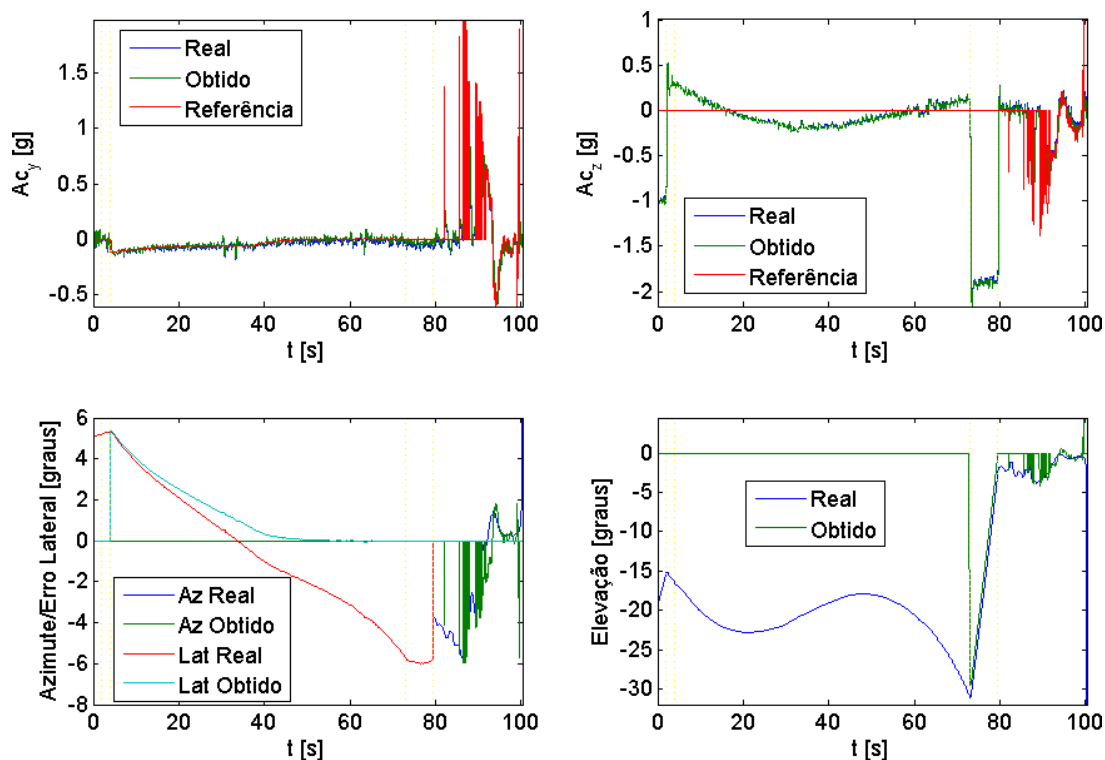 Ac_y [g]
1.5
1
0.5
0
-0.5
Real
Obtido
Referência
0 20 40 60 80 100
t [s]
Ac_z [g]
1
0.5
0
-0.5
-1
-1.5
-2
Real
Obtido
Referência
0 20 40 60 80 100
t [s]
Azimute/Erro Lateral [graus]
6
4
2
0
-2
-4
-6
-8
Az Real
Az Obtido
Lat Real
Lat Obtido
0 20 40 60 80 100
t [s]
Elevação [graus]
0
-5
-10
-15
-20
-25
-30
Real
Obtido
0 20 40 60 80 100
t [s]